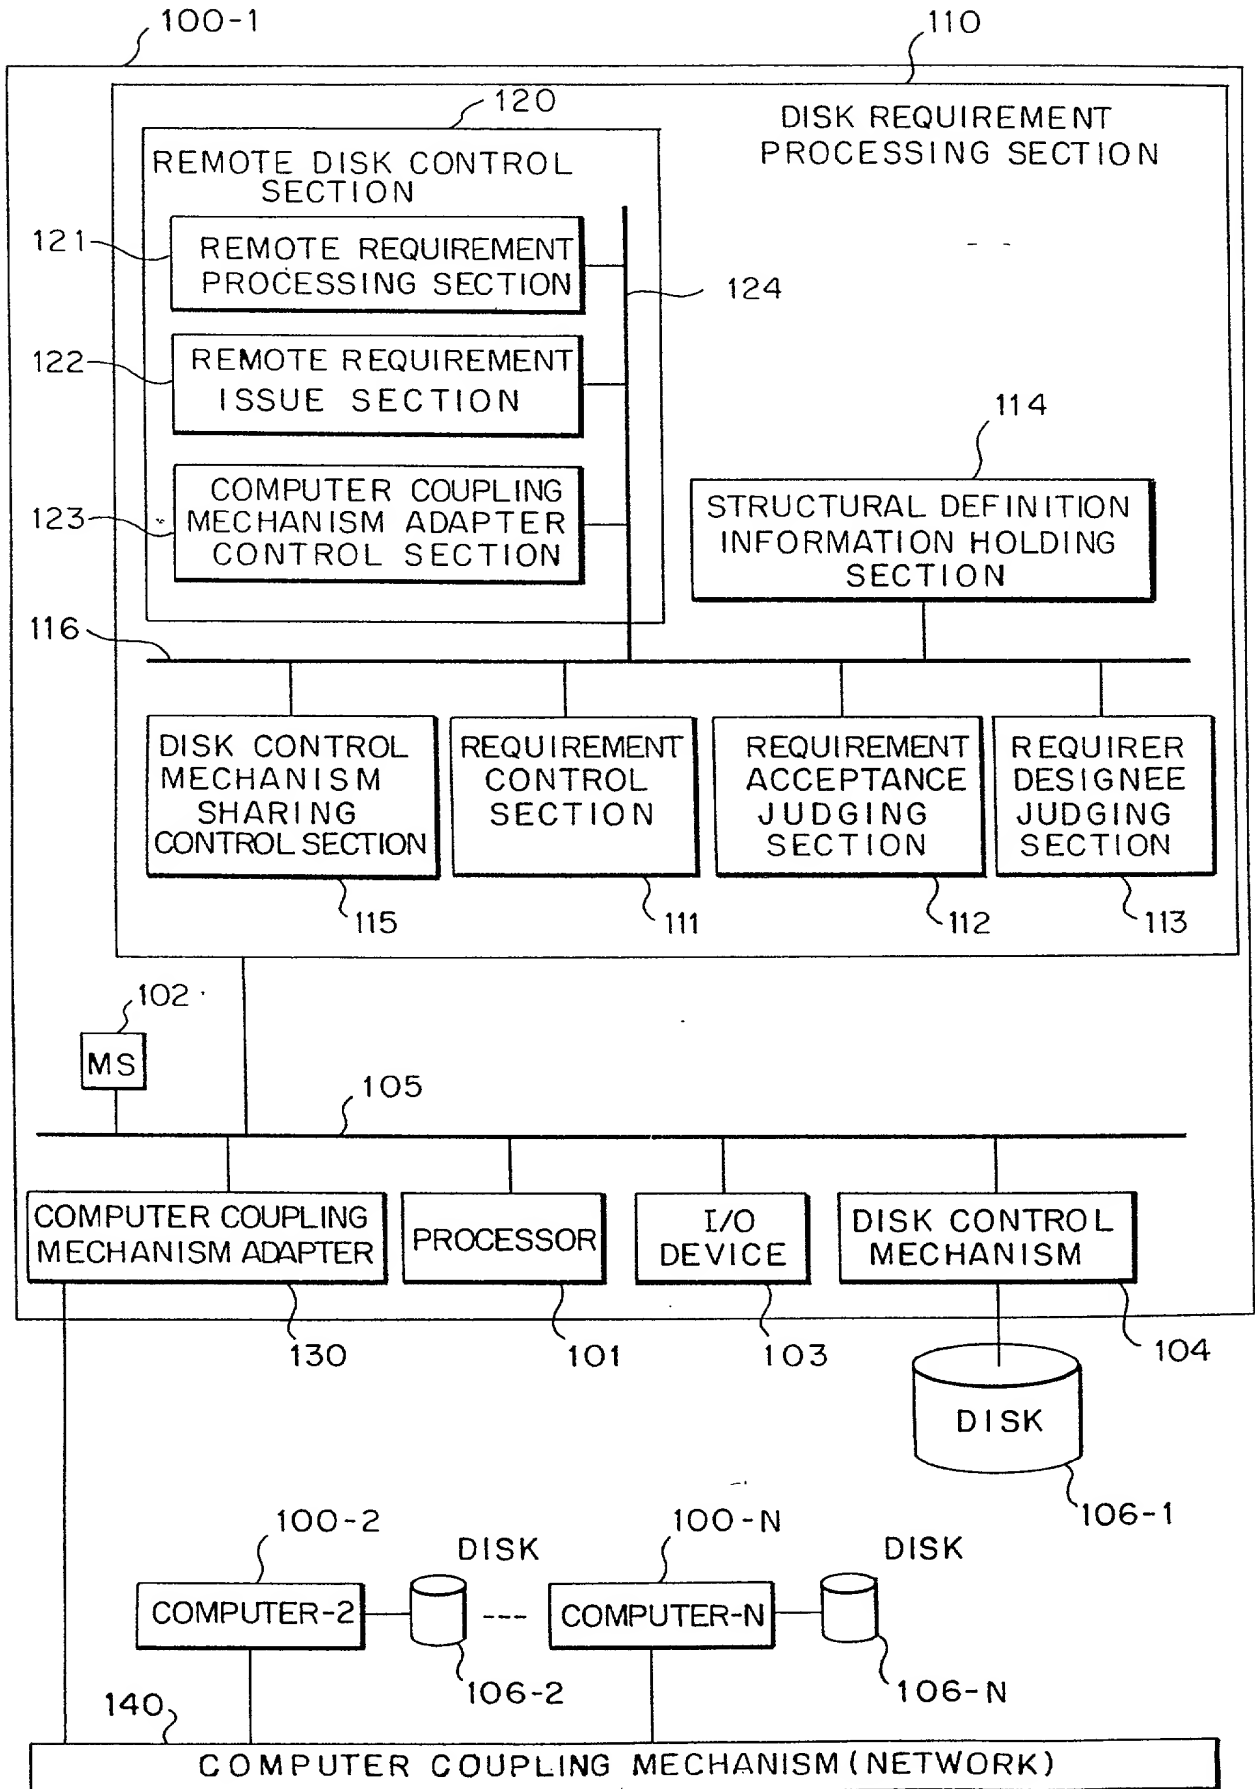 100-1
110
120
DISK REQUIREMENT
PROCESSING SECTION
REMOTE DISK CONTROL
SECTION
121
REMOTE REQUIREMENT
PROCESSING SECTION
124
122
REMOTE REQUIREMENT
ISSUE SECTION
114
123
COMPUTER COUPLING
MECHANISM ADAPTER
CONTROL SECTION
STRUCTURAL DEFINITION
INFORMATION HOLDING
SECTION
116
DISK CONTROL
MECHANISM
SHARING
CONTROL SECTION
REQUIREMENT
CONTROL
SECTION
REQUIREMENT
ACCEPTANCE
JUDGING
SECTION
REQUIRER
DESIGNEE
JUDGING
SECTION
115
111
112
113
102
MS
105
COMPUTER COUPLING
MECHANISM ADAPTER
PROCESSOR
I/O
DEVICE
DISK CONTROL
MECHANISM
130
101
103
104
DISK
106-1
100-2
DISK
100-N
DISK
COMPUTER-2
---
COMPUTER-N
106-2
106-N
140
COMPUTER COUPLING MECHANISM (NETWORK)